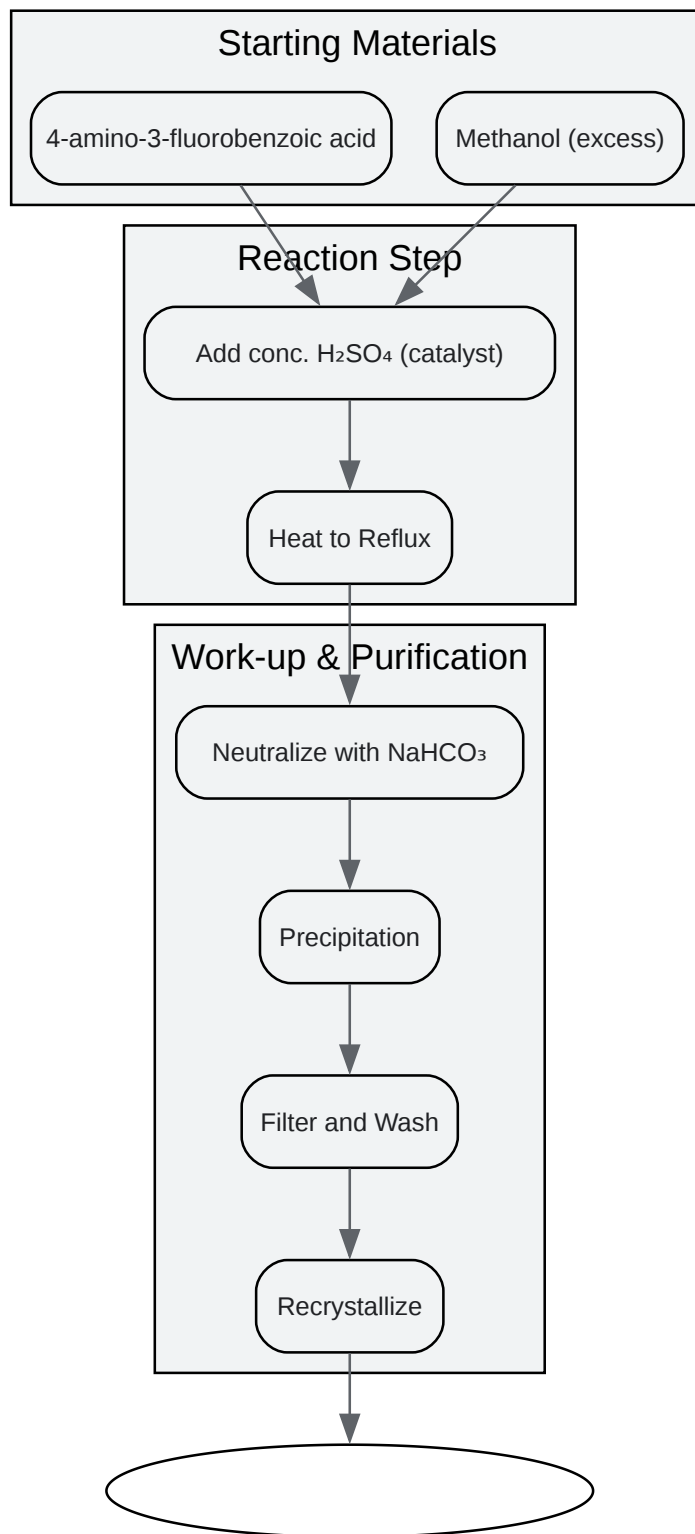 Starting Materials
4-amino-3-fluorobenzoic acid
Methanol (excess)
Reaction Step
Add conc. H₂SO₄ (catalyst)
Heat to Reflux
Work-up & Purification
Neutralize with NaHCO₃
Precipitation
Filter and Wash
Recrystallize